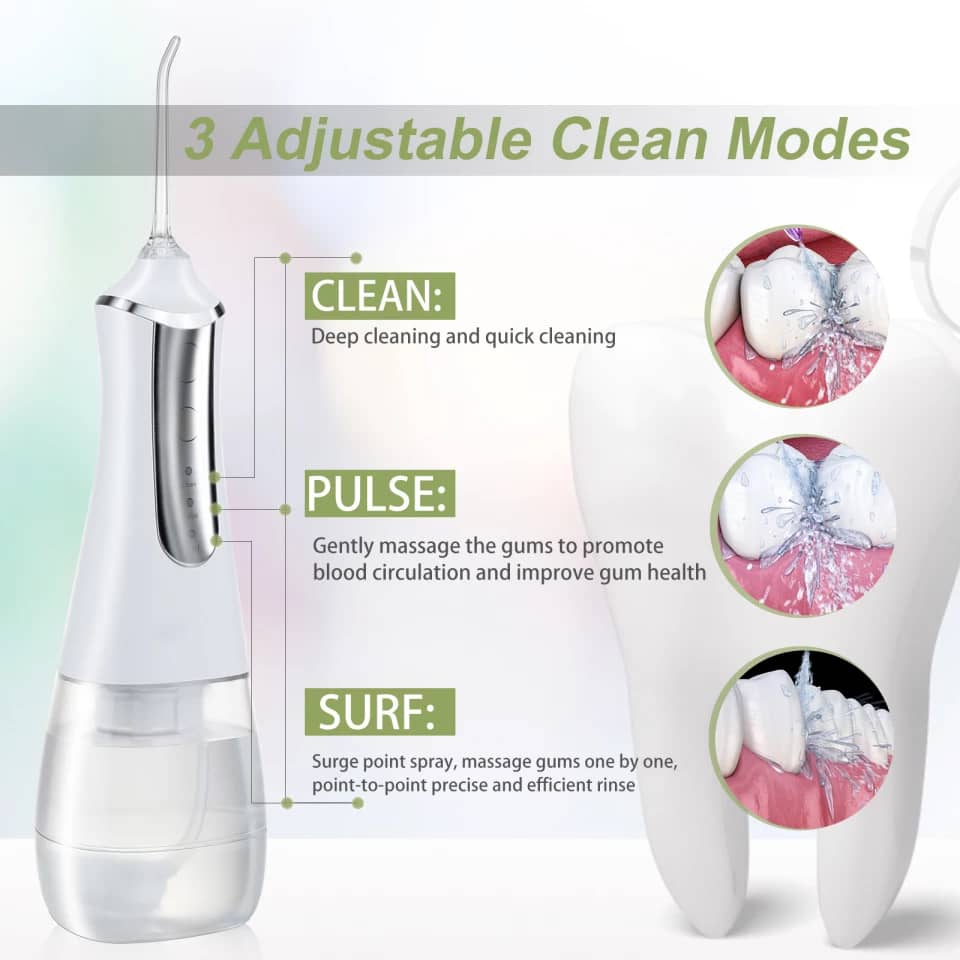 3 Adjustable Clean Modes
CLEAN:
Deep cleaning and quick cleaning
PULSE:
Gently massage the gums to promote
blood circulation and improve gum health
SURF:
Surge point spray, massage gums one by one,
point-to-point precise and efficient rinse